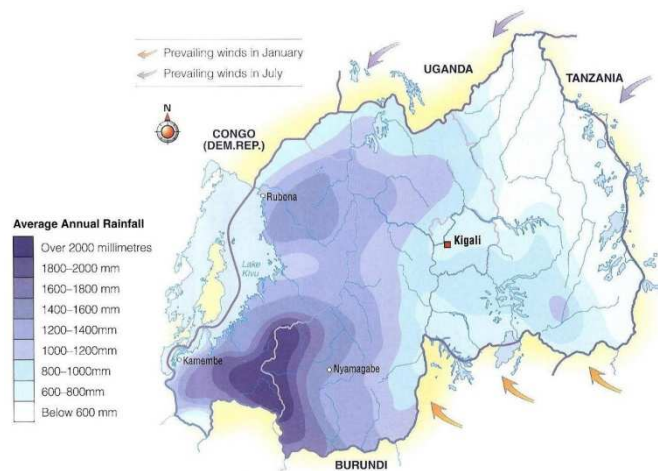 Prevailing winds in January
Prevailing winds in July
UGANDA
TANZANIA
N
CONGO
(DEM.REP.)
Rubona
Average Annual Rainfall
Over 2000 millimetres
1800–2000 mm
1600–1800 mm
1400–1600 mm
1200–1400mm
1000–1200mm
800–1000mm
600–800mm
Below 600 mm
Kigali
Lake
Kivu
Kamembe
Nyamagabe
BURUNDI